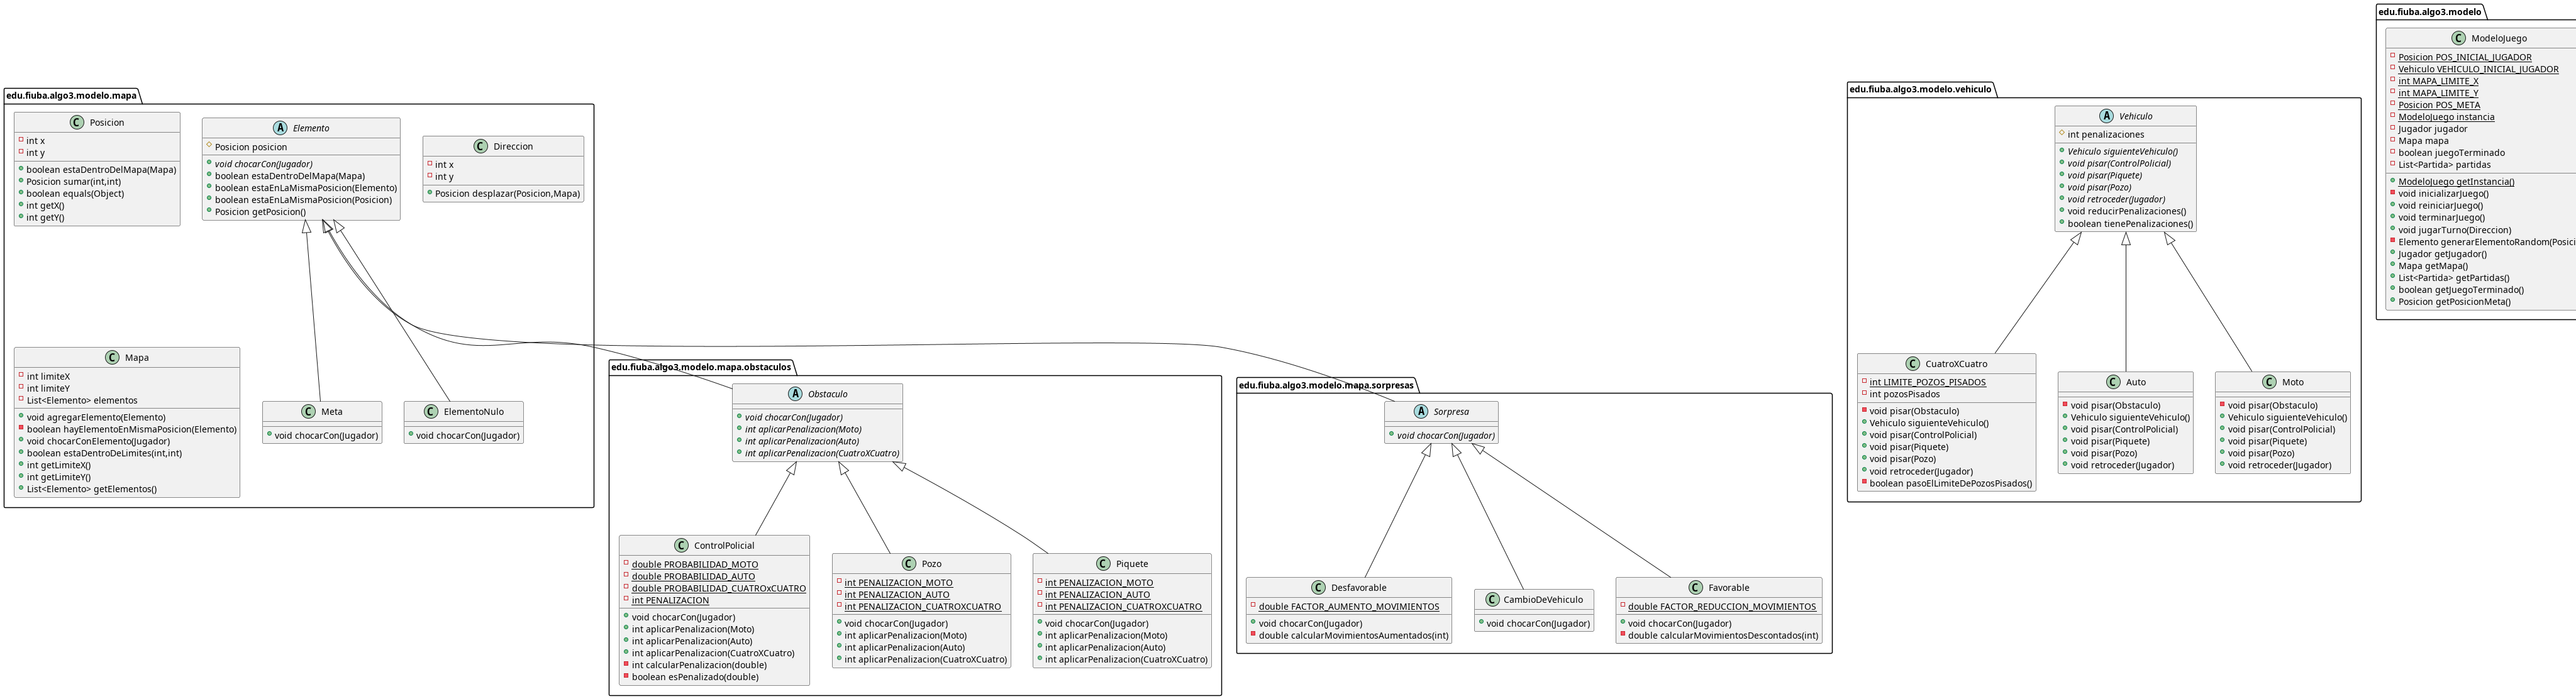 edu.fiuba.algo3.modelo.mapa
C Posicion
int x
int y
boolean estaDentroDelMapa(Mapa)
Posicion sumar(int,int)
boolean equals(Object)
int getX()
int getY()
A Elemento
Posicion posicion
void chocarCon(Jugador)
boolean estaDentroDelMapa(Mapa)
boolean estaEnLaMismaPosicion(Elemento)
boolean estaEnLaMismaPosicion(Posicion)
Posicion getPosicion()
C Direccion
int x
int y
Posicion desplazar(Posicion,Mapa)
C Mapa
int limiteX
int limiteY
List<Elemento> elementos
void agregarElemento(Elemento)
boolean hayElementoEnMismaPosicion(Elemento)
void chocarConElemento(Jugador)
boolean estaDentroDeLimites(int,int)
int getLimiteX()
int getLimiteY()
List<Elemento> getElementos()
C Meta
void chocarCon(Jugador)
C ElementoNulo
void chocarCon(Jugador)
edu.fiuba.algo3.modelo.mapa.obstaculos
A Obstaculo
void chocarCon(Jugador)
int aplicarPenalizacion(Moto)
int aplicarPenalizacion(Auto)
int aplicarPenalizacion(CuatroXCuatro)
C ControlPolicial
double PROBABILIDAD_MOTO
double PROBABILIDAD_AUTO
double PROBABILIDAD_CUATROxCUATRO
int PENALIZACION
void chocarCon(Jugador)
int aplicarPenalizacion(Moto)
int aplicarPenalizacion(Auto)
int aplicarPenalizacion(CuatroXCuatro)
int calcularPenalizacion(double)
boolean esPenalizado(double)
C Pozo
int PENALIZACION_MOTO
int PENALIZACION_AUTO
int PENALIZACION_CUATROXCUATRO
void chocarCon(Jugador)
int aplicarPenalizacion(Moto)
int aplicarPenalizacion(Auto)
int aplicarPenalizacion(CuatroXCuatro)
C Piquete
int PENALIZACION_MOTO
int PENALIZACION_AUTO
int PENALIZACION_CUATROXCUATRO
void chocarCon(Jugador)
int aplicarPenalizacion(Moto)
int aplicarPenalizacion(Auto)
int aplicarPenalizacion(CuatroXCuatro)
edu.fiuba.algo3.modelo.mapa.sorpresas
A Sorpresa
void chocarCon(Jugador)
C Desfavorable
double FACTOR_AUMENTO_MOVIMIENTOS
void chocarCon(Jugador)
double calcularMovimientosAumentados(int)
C CambioDeVehiculo
void chocarCon(Jugador)
C Favorable
double FACTOR_REDUCCION_MOVIMIENTOS
void chocarCon(Jugador)
double calcularMovimientosDescontados(int)
edu.fiuba.algo3.modelo.vehiculo
A Vehiculo
int penalizaciones
Vehiculo siguienteVehiculo()
void pisar(ControlPolicial)
void pisar(Piquete)
void pisar(Pozo)
void retroceder(Jugador)
void reducirPenalizaciones()
boolean tienePenalizaciones()
C CuatroXCuatro
int LIMITE_POZOS_PISADOS
int pozosPisados
void pisar(Obstaculo)
Vehiculo siguienteVehiculo()
void pisar(ControlPolicial)
void pisar(Piquete)
void pisar(Pozo)
void retroceder(Jugador)
boolean pasoElLimiteDePozosPisados()
C Auto
void pisar(Obstaculo)
Vehiculo siguienteVehiculo()
void pisar(ControlPolicial)
void pisar(Piquete)
void pisar(Pozo)
void retroceder(Jugador)
C Moto
void pisar(Obstaculo)
Vehiculo siguienteVehiculo()
void pisar(ControlPolicial)
void pisar(Piquete)
void pisar(Pozo)
void retroceder(Jugador)
edu.fiuba.algo3.modelo
C ModeloJuego
Posicion POS_INICIAL_JUGADOR
Vehiculo VEHICULO_INICIAL_JUGADOR
int MAPA_LIMITE_X
int MAPA_LIMITE_Y
Posicion POS_META
ModeloJuego instancia
Jugador jugador
Mapa mapa
boolean juegoTerminado
List<Partida> partidas
ModeloJuego getInstancia()
void inicializarJuego()
void reiniciarJuego()
void terminarJuego()
void jugarTurno(Direccion)
Elemento generarElementoRandom(Posici
Jugador getJugador()
Mapa getMapa()
List<Partida> getPartidas()
boolean getJuegoTerminado()
Posicion getPosicionMeta()